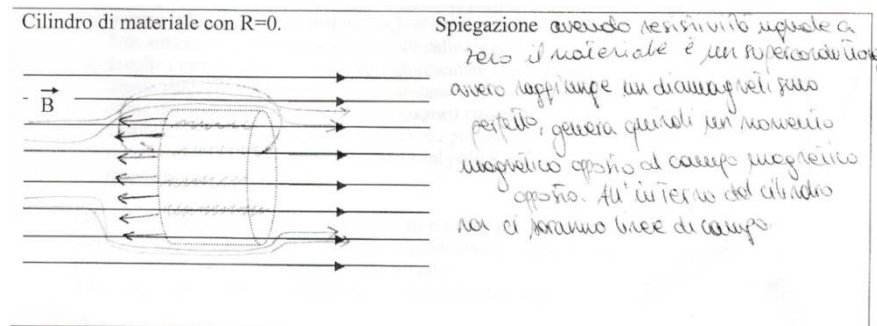 Cilindro di materiale con R=0.
Spiegazione avendo resistività uguale a
zero il materiale è un superconduttore
ovvero raggiunge un diamagnetismo
perfetto, genera quindi un momento
magnetico opposto al campo magnetico
opposto. All'interno del cilindro
non ci saranno linee di campo.
B